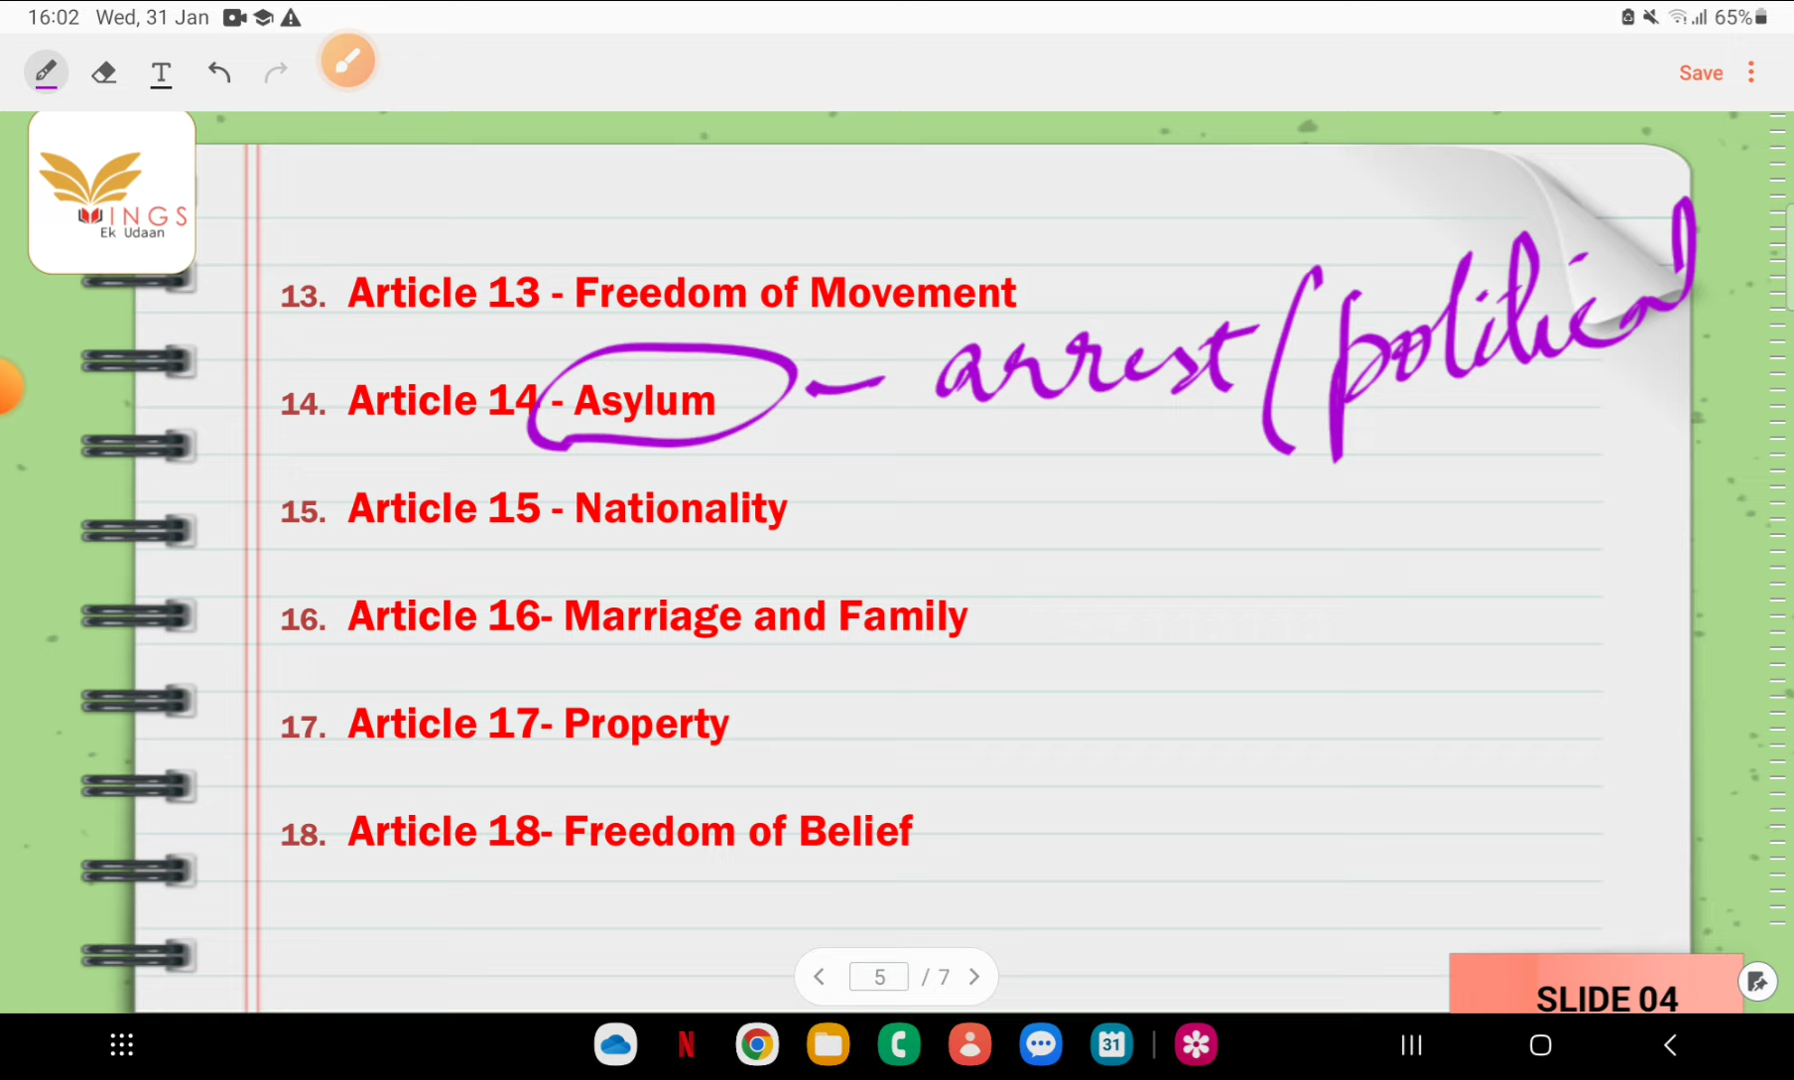 16:02 Wed, 31 Jan
65%
T
Save
WINGS
Ek Udaan
13. Article 13 - Freedom of Movement
14. Article 14 - Asylum - arrest (political
15. Article 15 - Nationality
16. Article 16- Marriage and Family
17. Article 17- Property
18. Article 18- Freedom of Belief
5 / 7
SLIDE 04
N
31